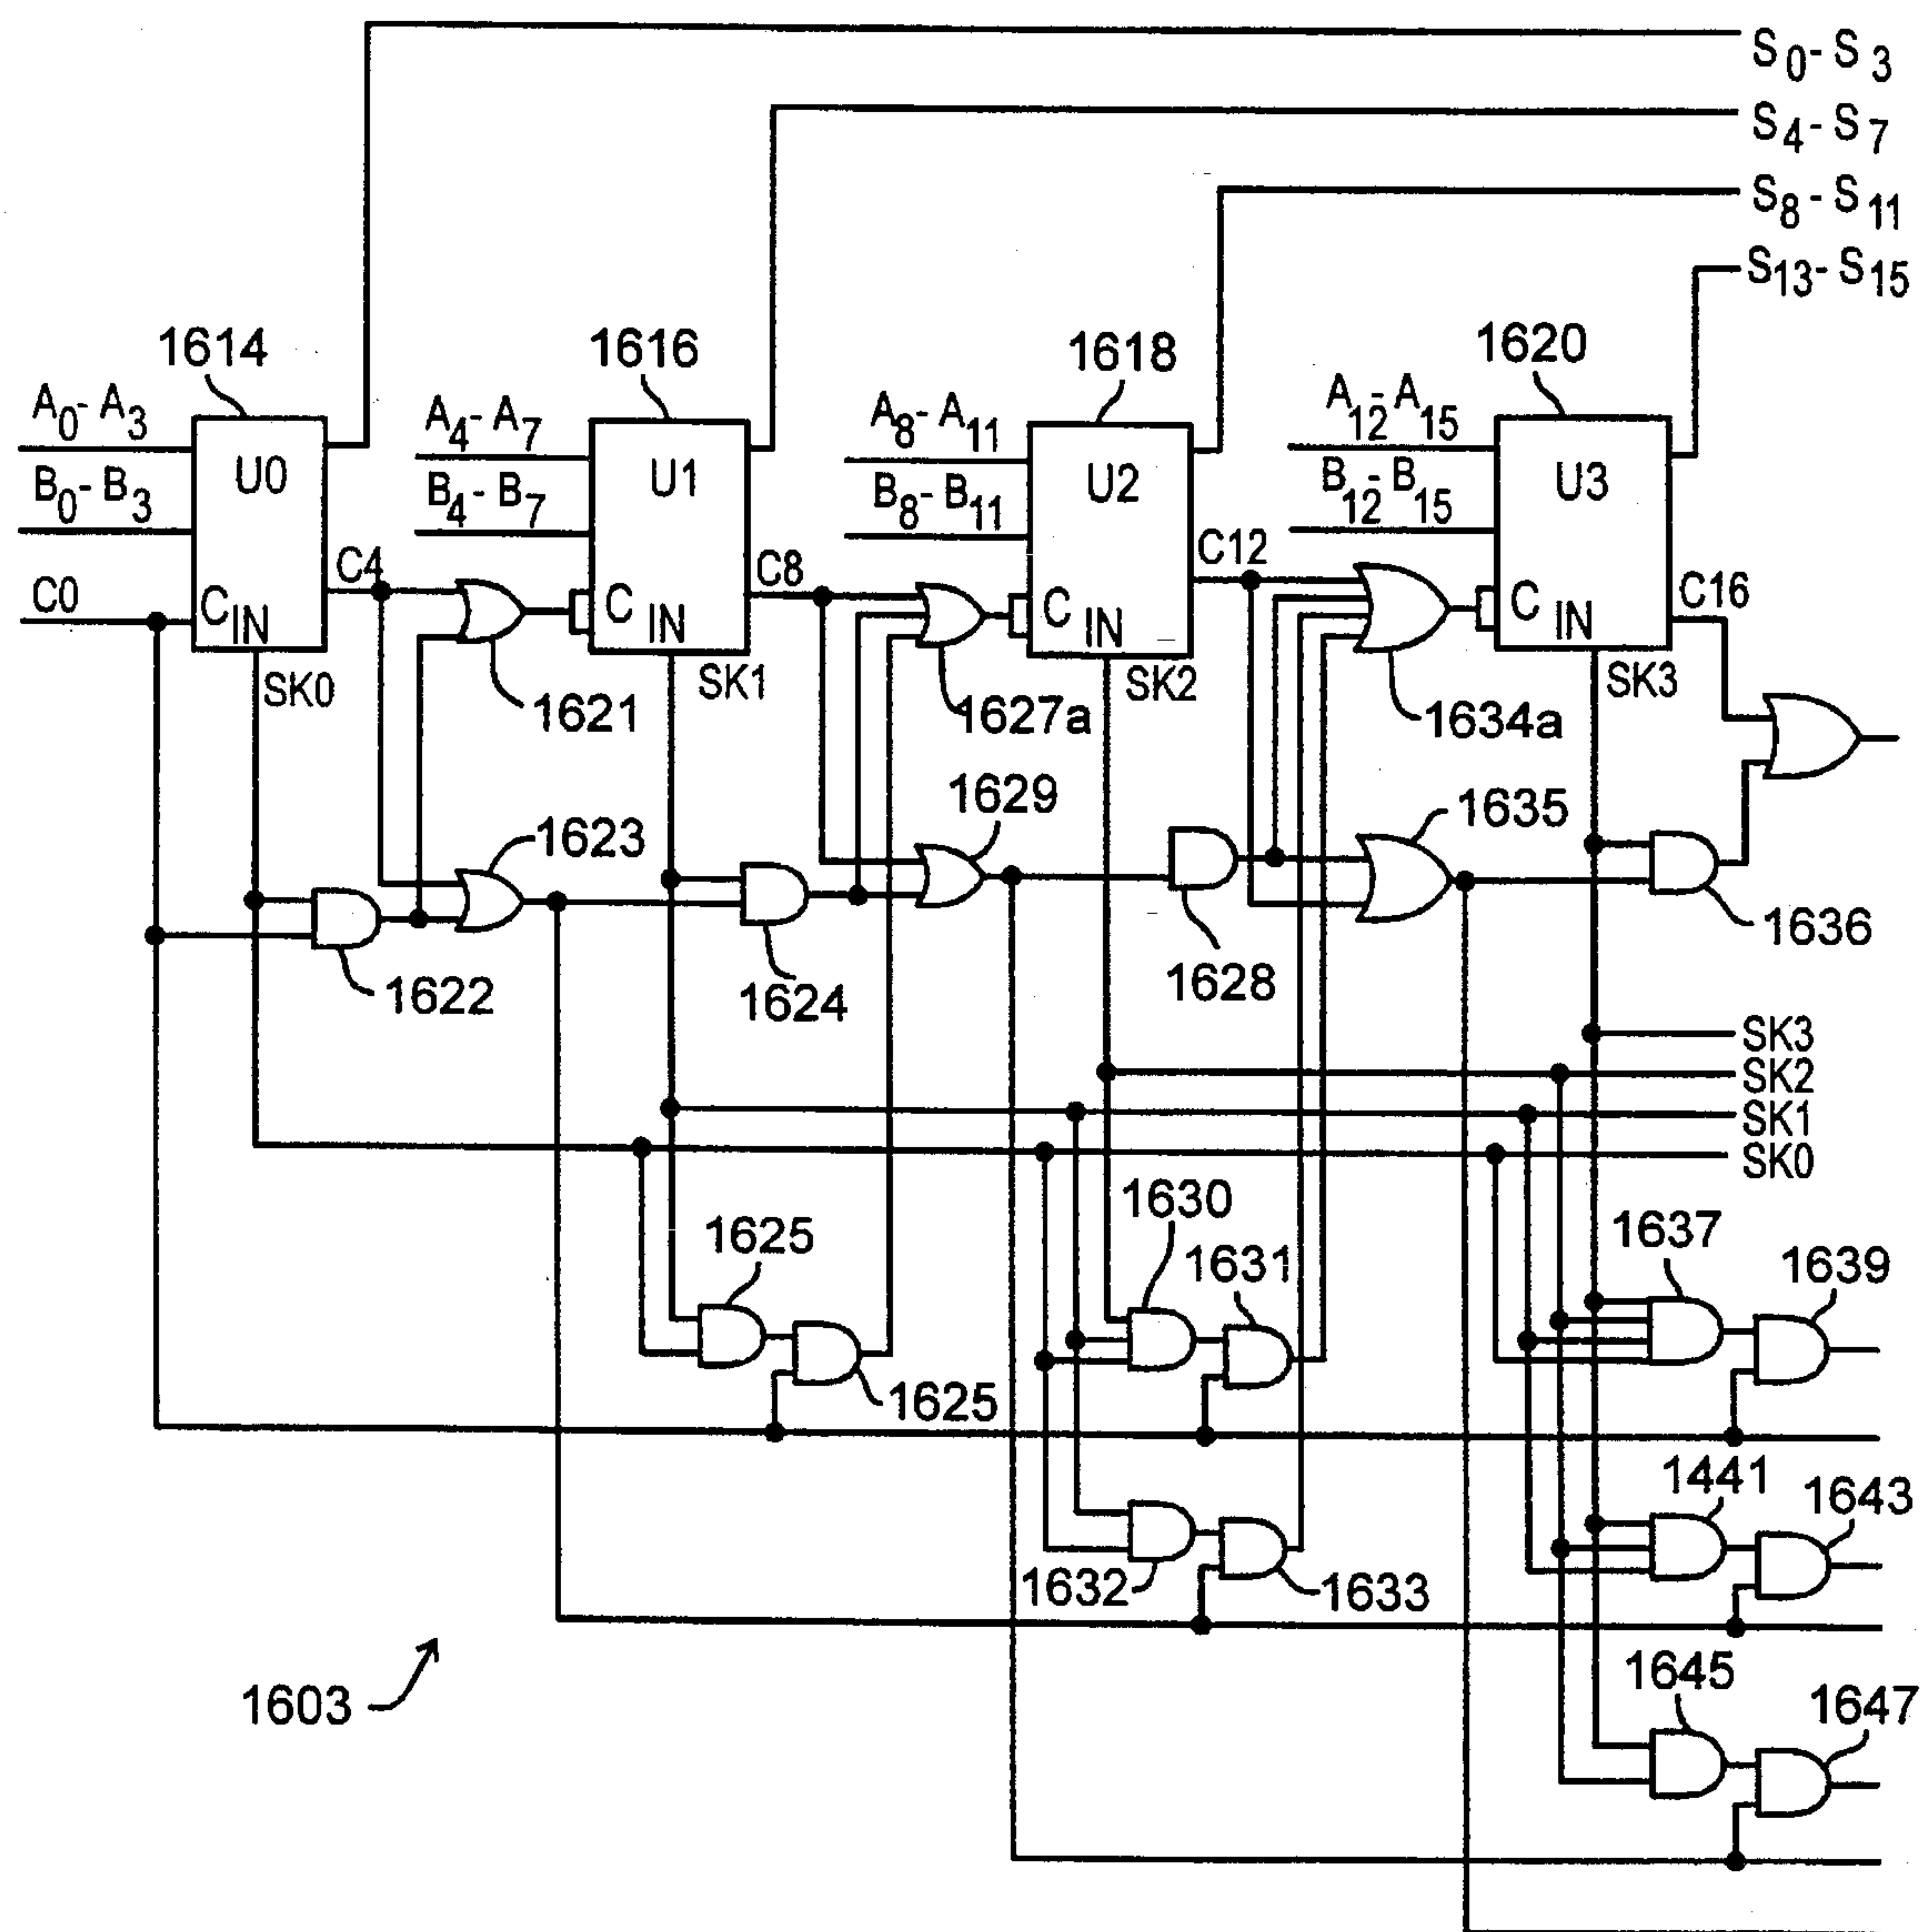 S0- S3
S4- S7
S8- S11
S13- S15
1614
1616
1618
1620
A0- A3
A4- A7
A8- A11
A12- A15
U0
U1
U2
U3
B0- B3
B4- B7
B8- B11
B12- B15
C0
CIN
C4
C IN
C8
C IN
C12
C IN
C16
SK0
SK1
SK2
SK3
1621
1627a
1634a
1623
1629
1635
1622
1624
1628
1636
SK3
SK2
SK1
SK0
1625
1630
1631
1637
1639
1625
1441
1643
1632
1633
1603
1645
1647